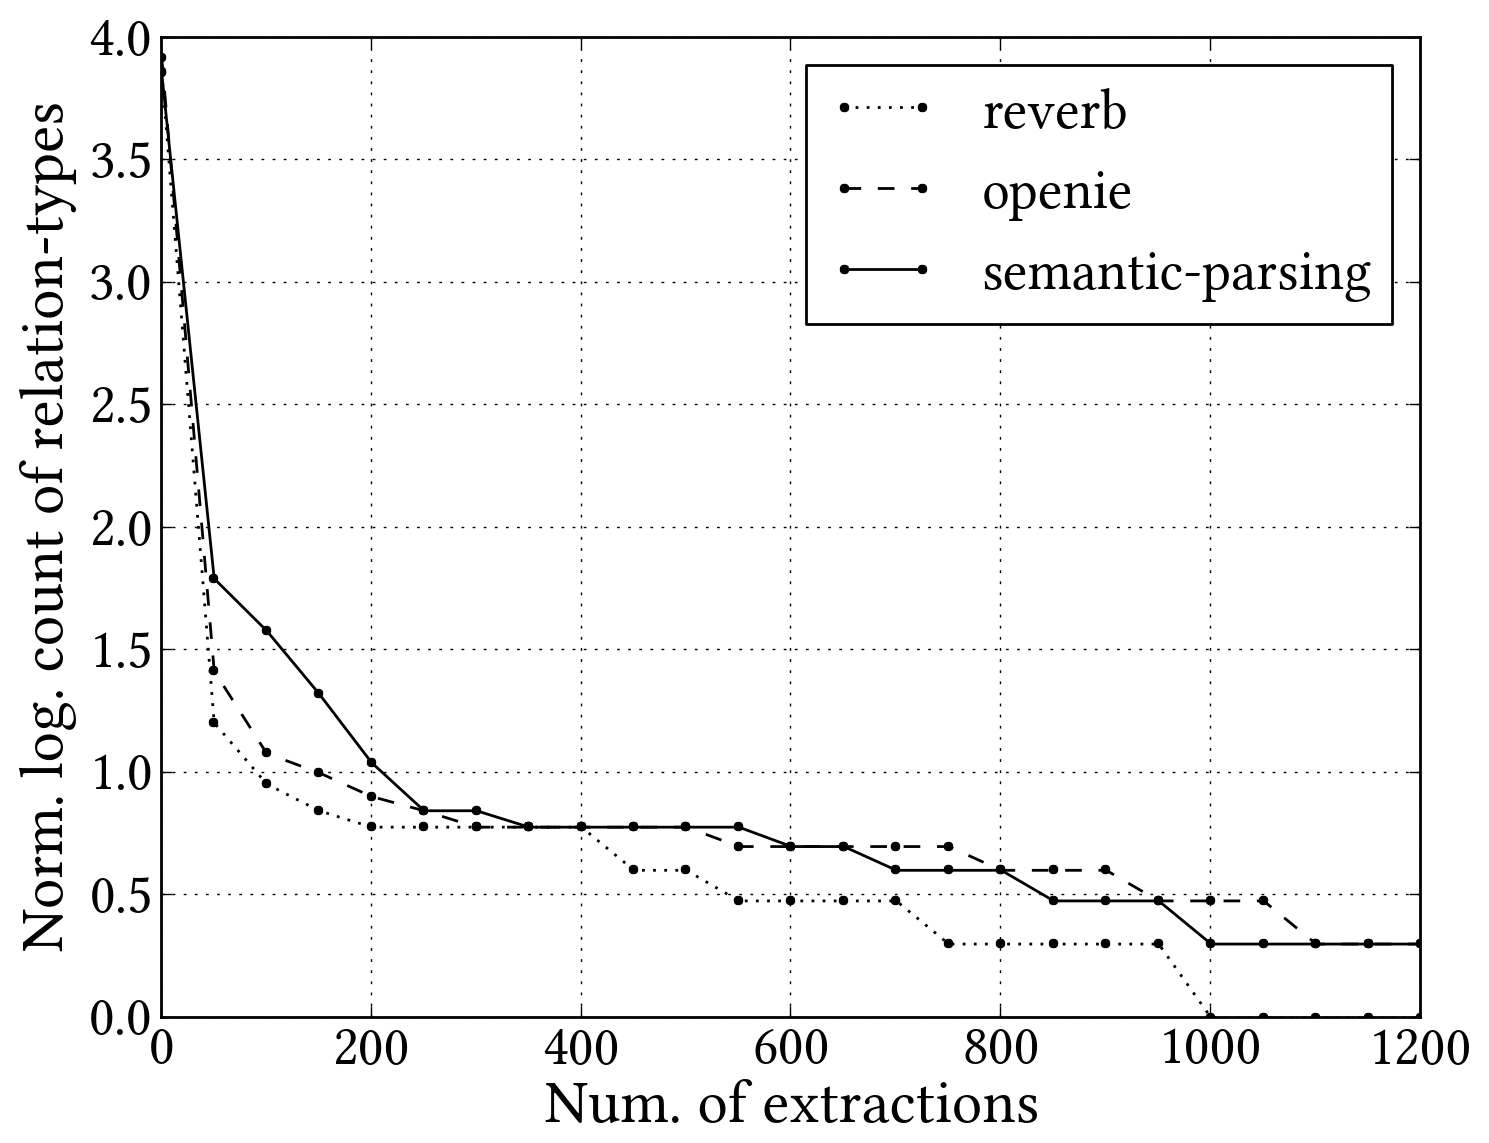 Norm. log. count of relation-types
4.0
3.5
3.0
2.5
2.0
1.5
1.0
0.5
0.0
reverb
openie
semantic-parsing
0 200 400 600 800 1000 1200
Num. of extractions